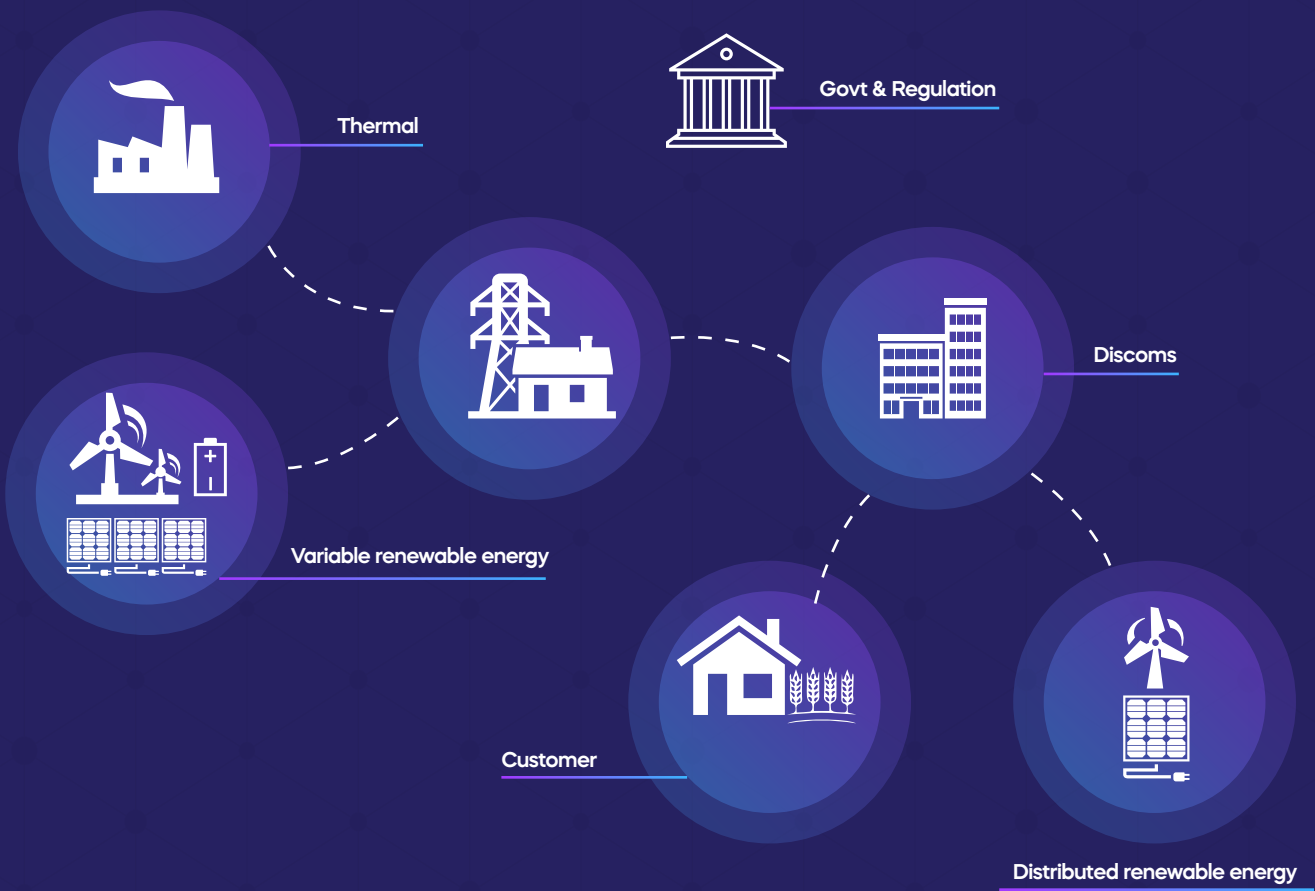 Govt & Regulation
Thermal
Discoms
Variable renewable energy
Customer
Distributed renewable energy